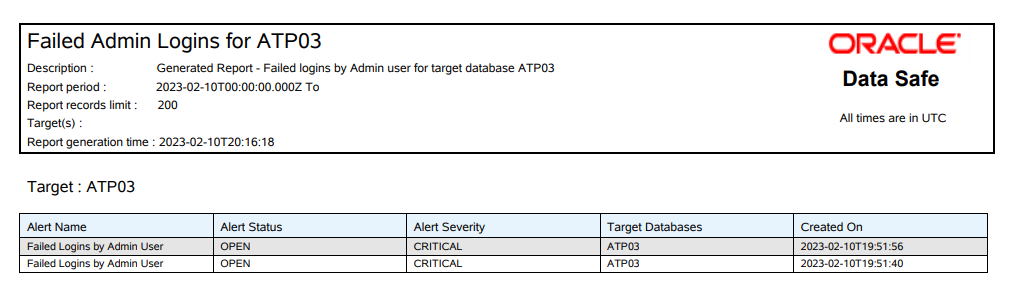 Failed Admin Logins for ATP03
ORACLE
Data Safe
All times are in UTC
Description : Generated Report - Failed logins by Admin user for target database ATP03
Report period : 2023-02-10T00:00:00.000Z To
Report records limit : 200
Target(s) :
Report generation time : 2023-02-10T20:16:18
Target : ATP03
Alert Name Alert Status Alert Severity Target Databases Created On
Failed Logins by Admin User OPEN CRITICAL ATP03 2023-02-10T19:51:56
Failed Logins by Admin User OPEN CRITICAL ATP03 2023-02-10T19:51:40